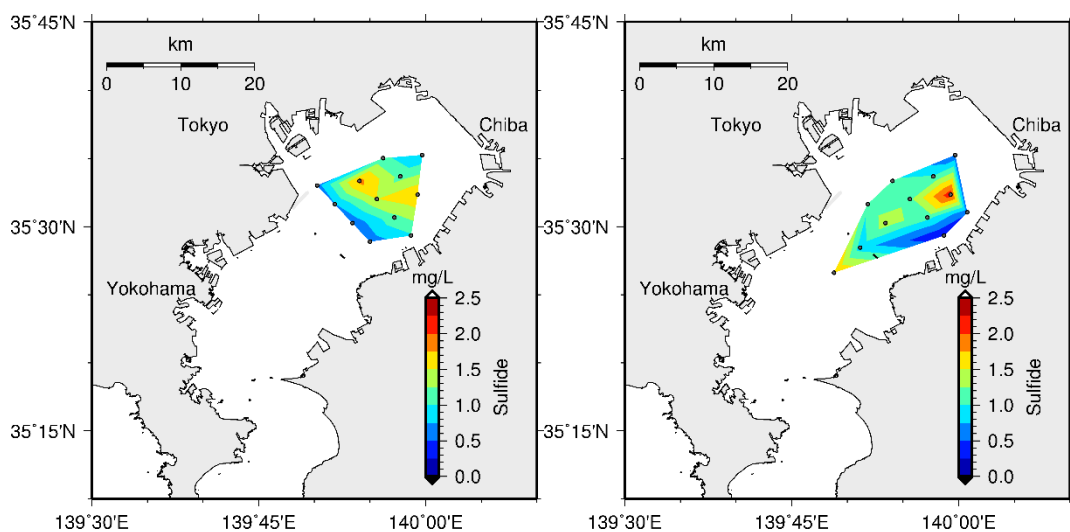 35˚45'N
km
0 10 20
Tokyo
Chiba
35˚30'N
mg/L
Yokohama
2.5
2.0
1.5
1.0
0.5
0.0
Sulfide
35˚15'N
139˚30'E 139˚45'E 140˚00'E
35˚45'N
km
0 10 20
Tokyo
Chiba
35˚30'N
mg/L
Yokohama
2.5
2.0
1.5
1.0
0.5
0.0
Sulfide
35˚15'N
139˚30'E 139˚45'E 140˚00'E